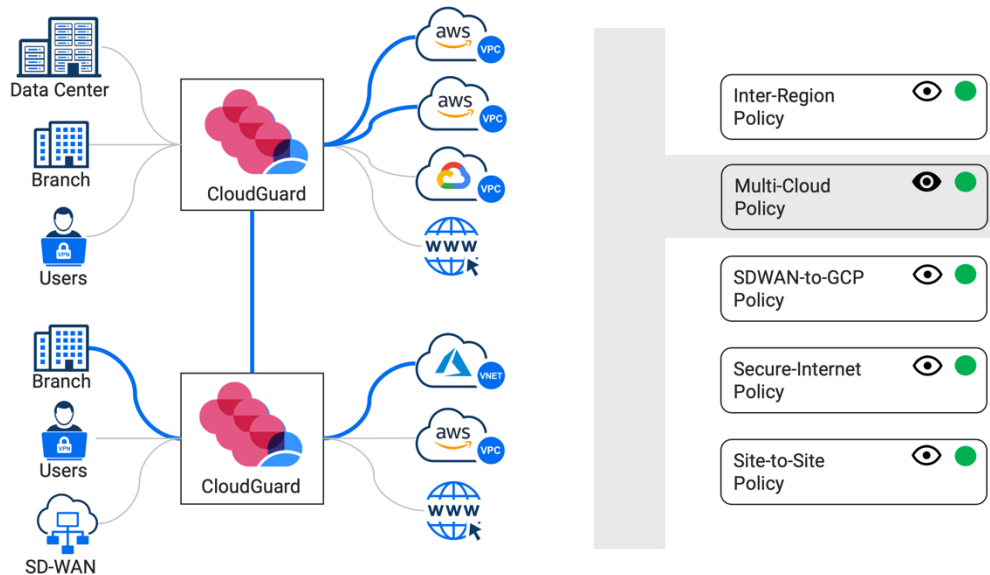 Data Center
Branch
VPN
Users
CloudGuard
aws
VPC
aws
VPC
VPC
WWW
Branch
VPN
Users
SD-WAN
CloudGuard
VNET
aws
VPC
WWW
Inter-Region
Policy
Multi-Cloud
Policy
SDWAN-to-GCP
Policy
Secure-Internet
Policy
Site-to-Site
Policy